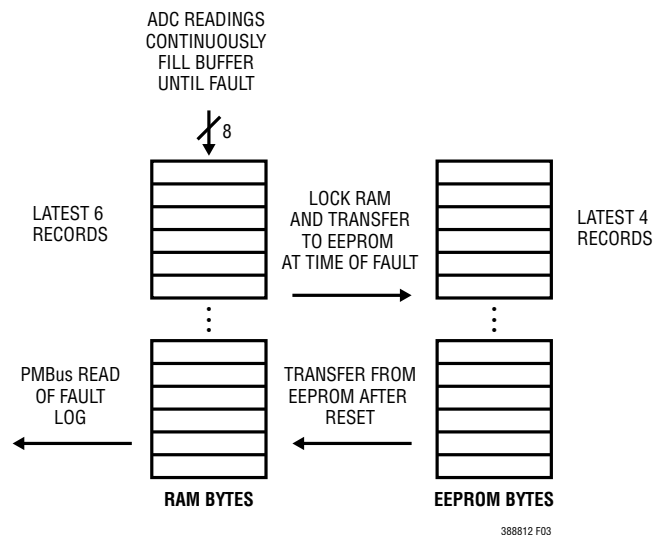 ADC READINGS
CONTINUOUSLY
FILL BUFFER
UNTIL FAULT
8
LATEST 6
RECORDS
LOCK RAM
AND TRANSFER
TO EEPROM
AT TIME OF FAULT
LATEST 4
RECORDS
PMBus READ
OF FAULT
LOG
TRANSFER FROM
EEPROM AFTER
RESET
RAM BYTES
EEPROM BYTES
388812 F03